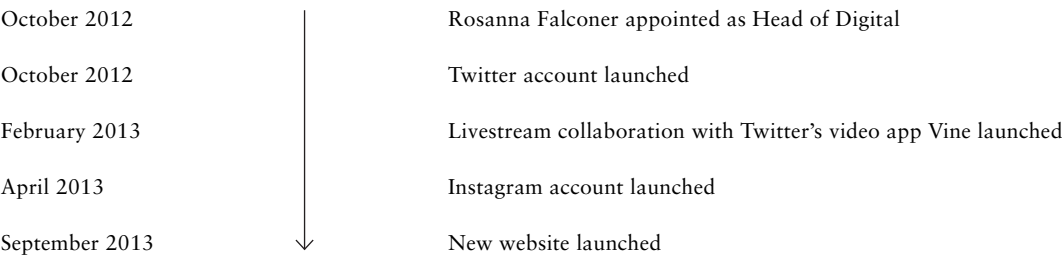 October 2012 Rosanna Falconer appointed as Head of Digital
October 2012 Twitter account launched
February 2013 Livestream collaboration with Twitter’s video app Vine launched
April 2013 Instagram account launched
September 2013 New website launched